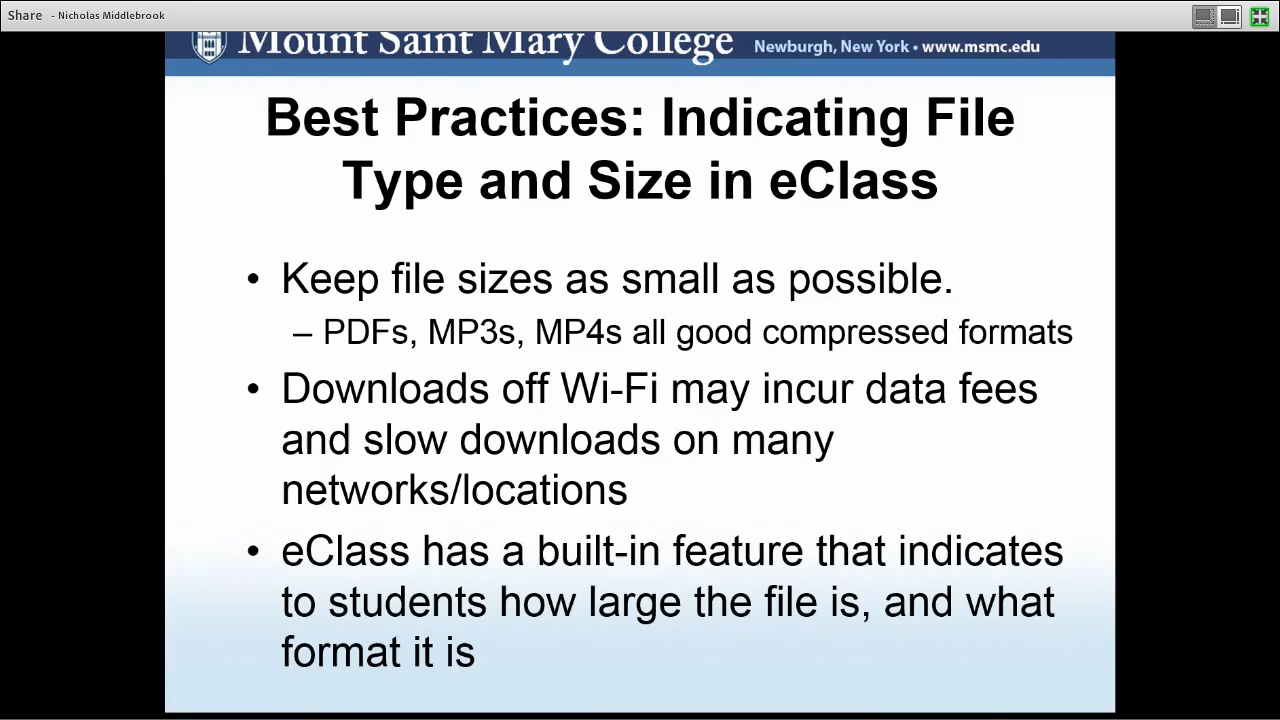 Share - Nicholas Middlebrook
Mount Saint Mary College Newburgh, New York • www.msmc.edu
Best Practices: Indicating File
Type and Size in eClass
• Keep file sizes as small as possible.
– PDFs, MP3s, MP4s all good compressed formats
• Downloads off Wi-Fi may incur data fees
and slow downloads on many
networks/locations
• eClass has a built-in feature that indicates
to students how large the file is, and what
format it is